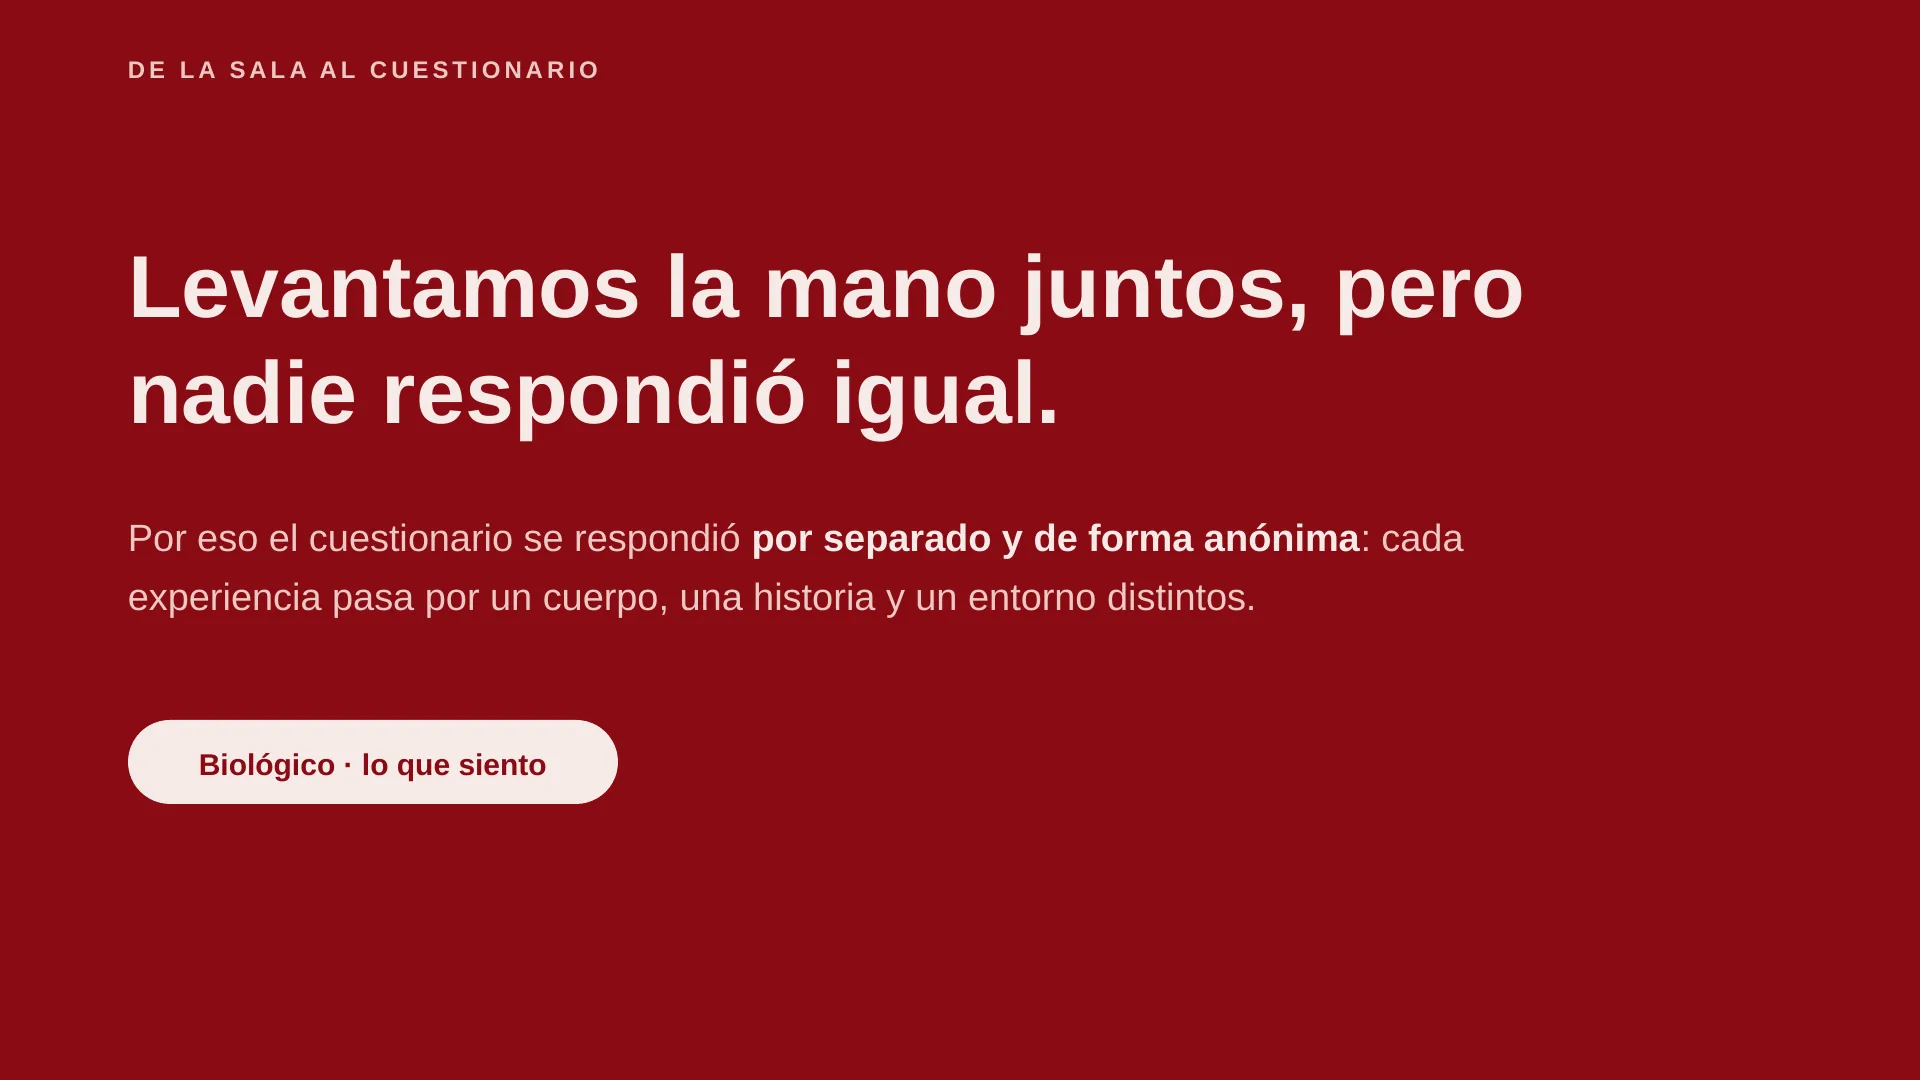 DE LA SALA AL CUESTIONARIO
Levantamos la mano juntos, pero
nadie respondió igual.
Por eso el cuestionario se respondió por separado y de forma anónima: cada
experiencia pasa por un cuerpo, una historia y un entorno distintos.
Biológico · lo que siento